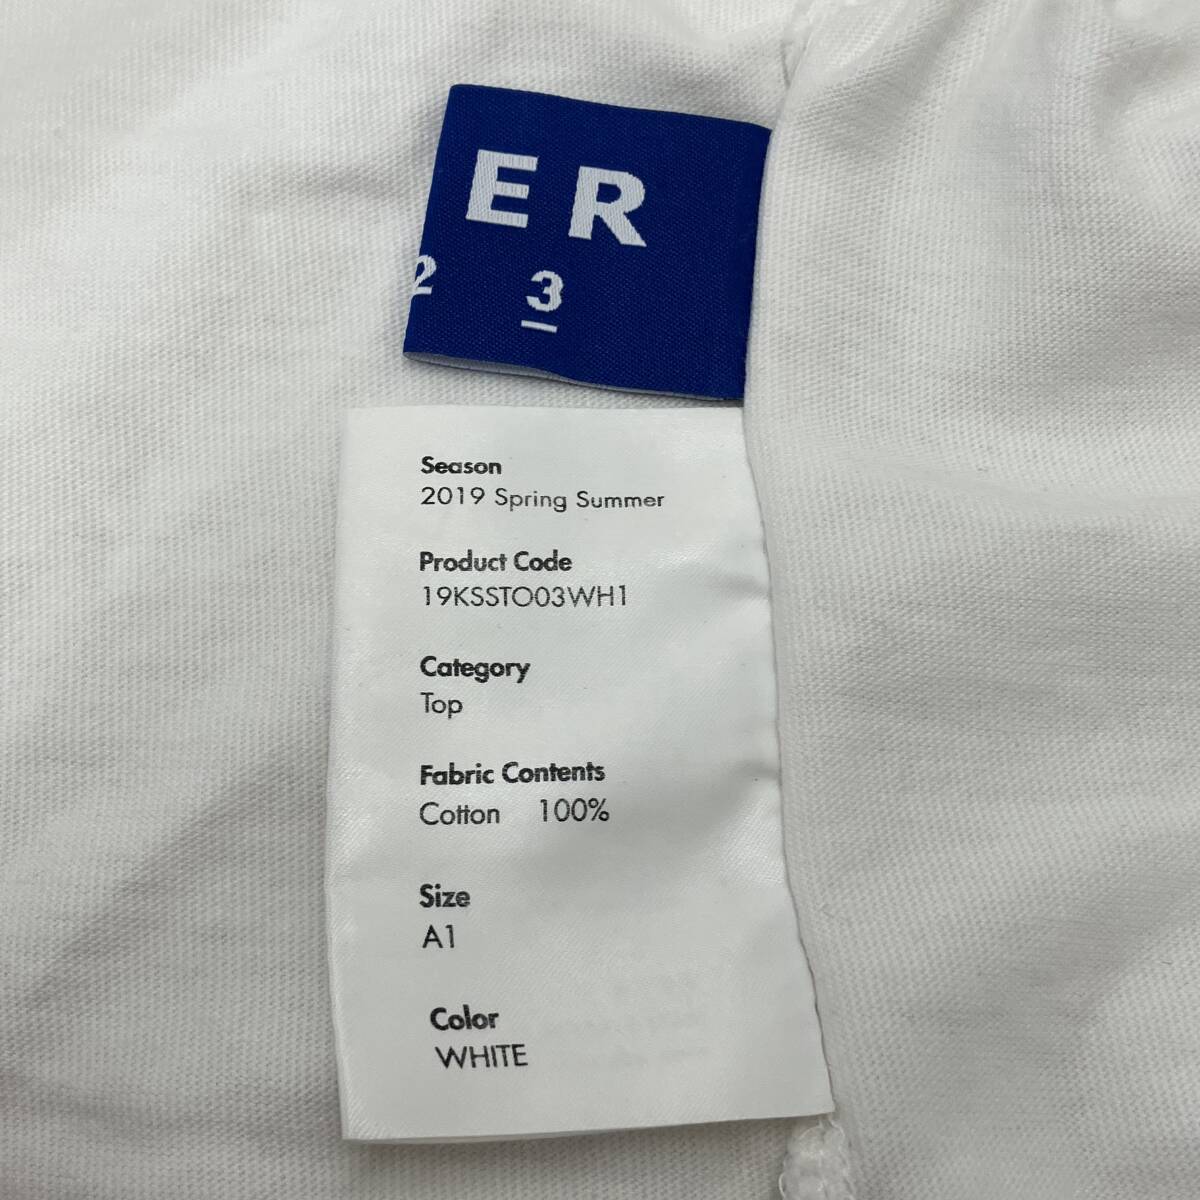 ER
2 3
Season
2019 Spring Summer
Product Code
19KSSTO03WH1
Category
Top
Fabric Contents
Cotton 100%
Size
A1
Color
WHITE